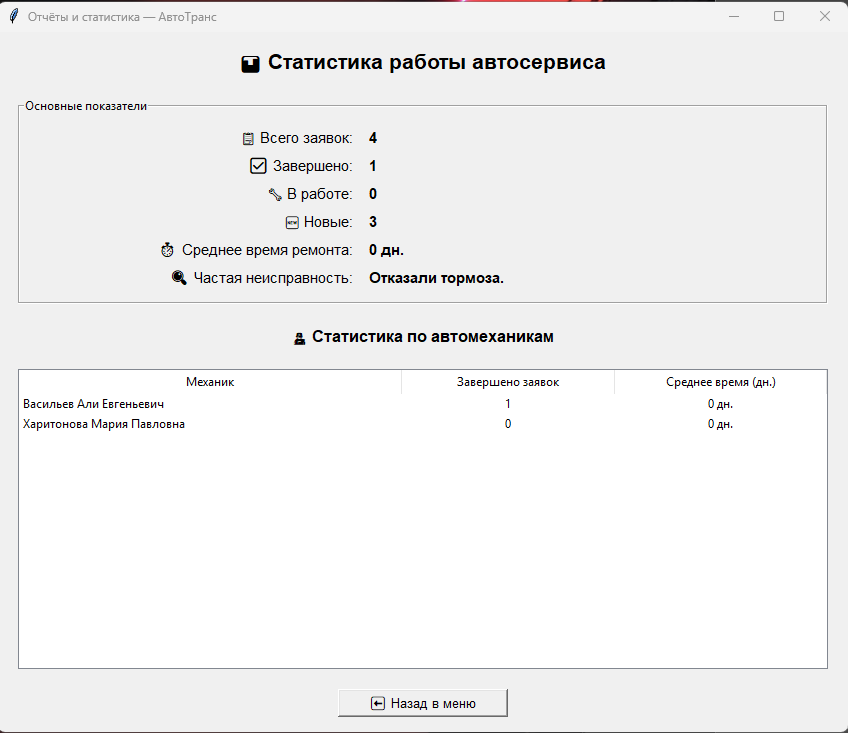 Отчёты и статистика — АвтоТранс
Статистика работы автосервиса
Основные показатели
Всего заявок: 4
Завершено: 1
В работе: 0
NEW Новые: 3
Среднее время ремонта: 0 дн.
Частая неисправность: Отказали тормоза.
Статистика по автомеханикам
Механик Завершено заявок Среднее время (дн.)
Васильев Али Евгеньевич 1 0 дн.
Харитонова Мария Павловна 0 0 дн.
Назад в меню